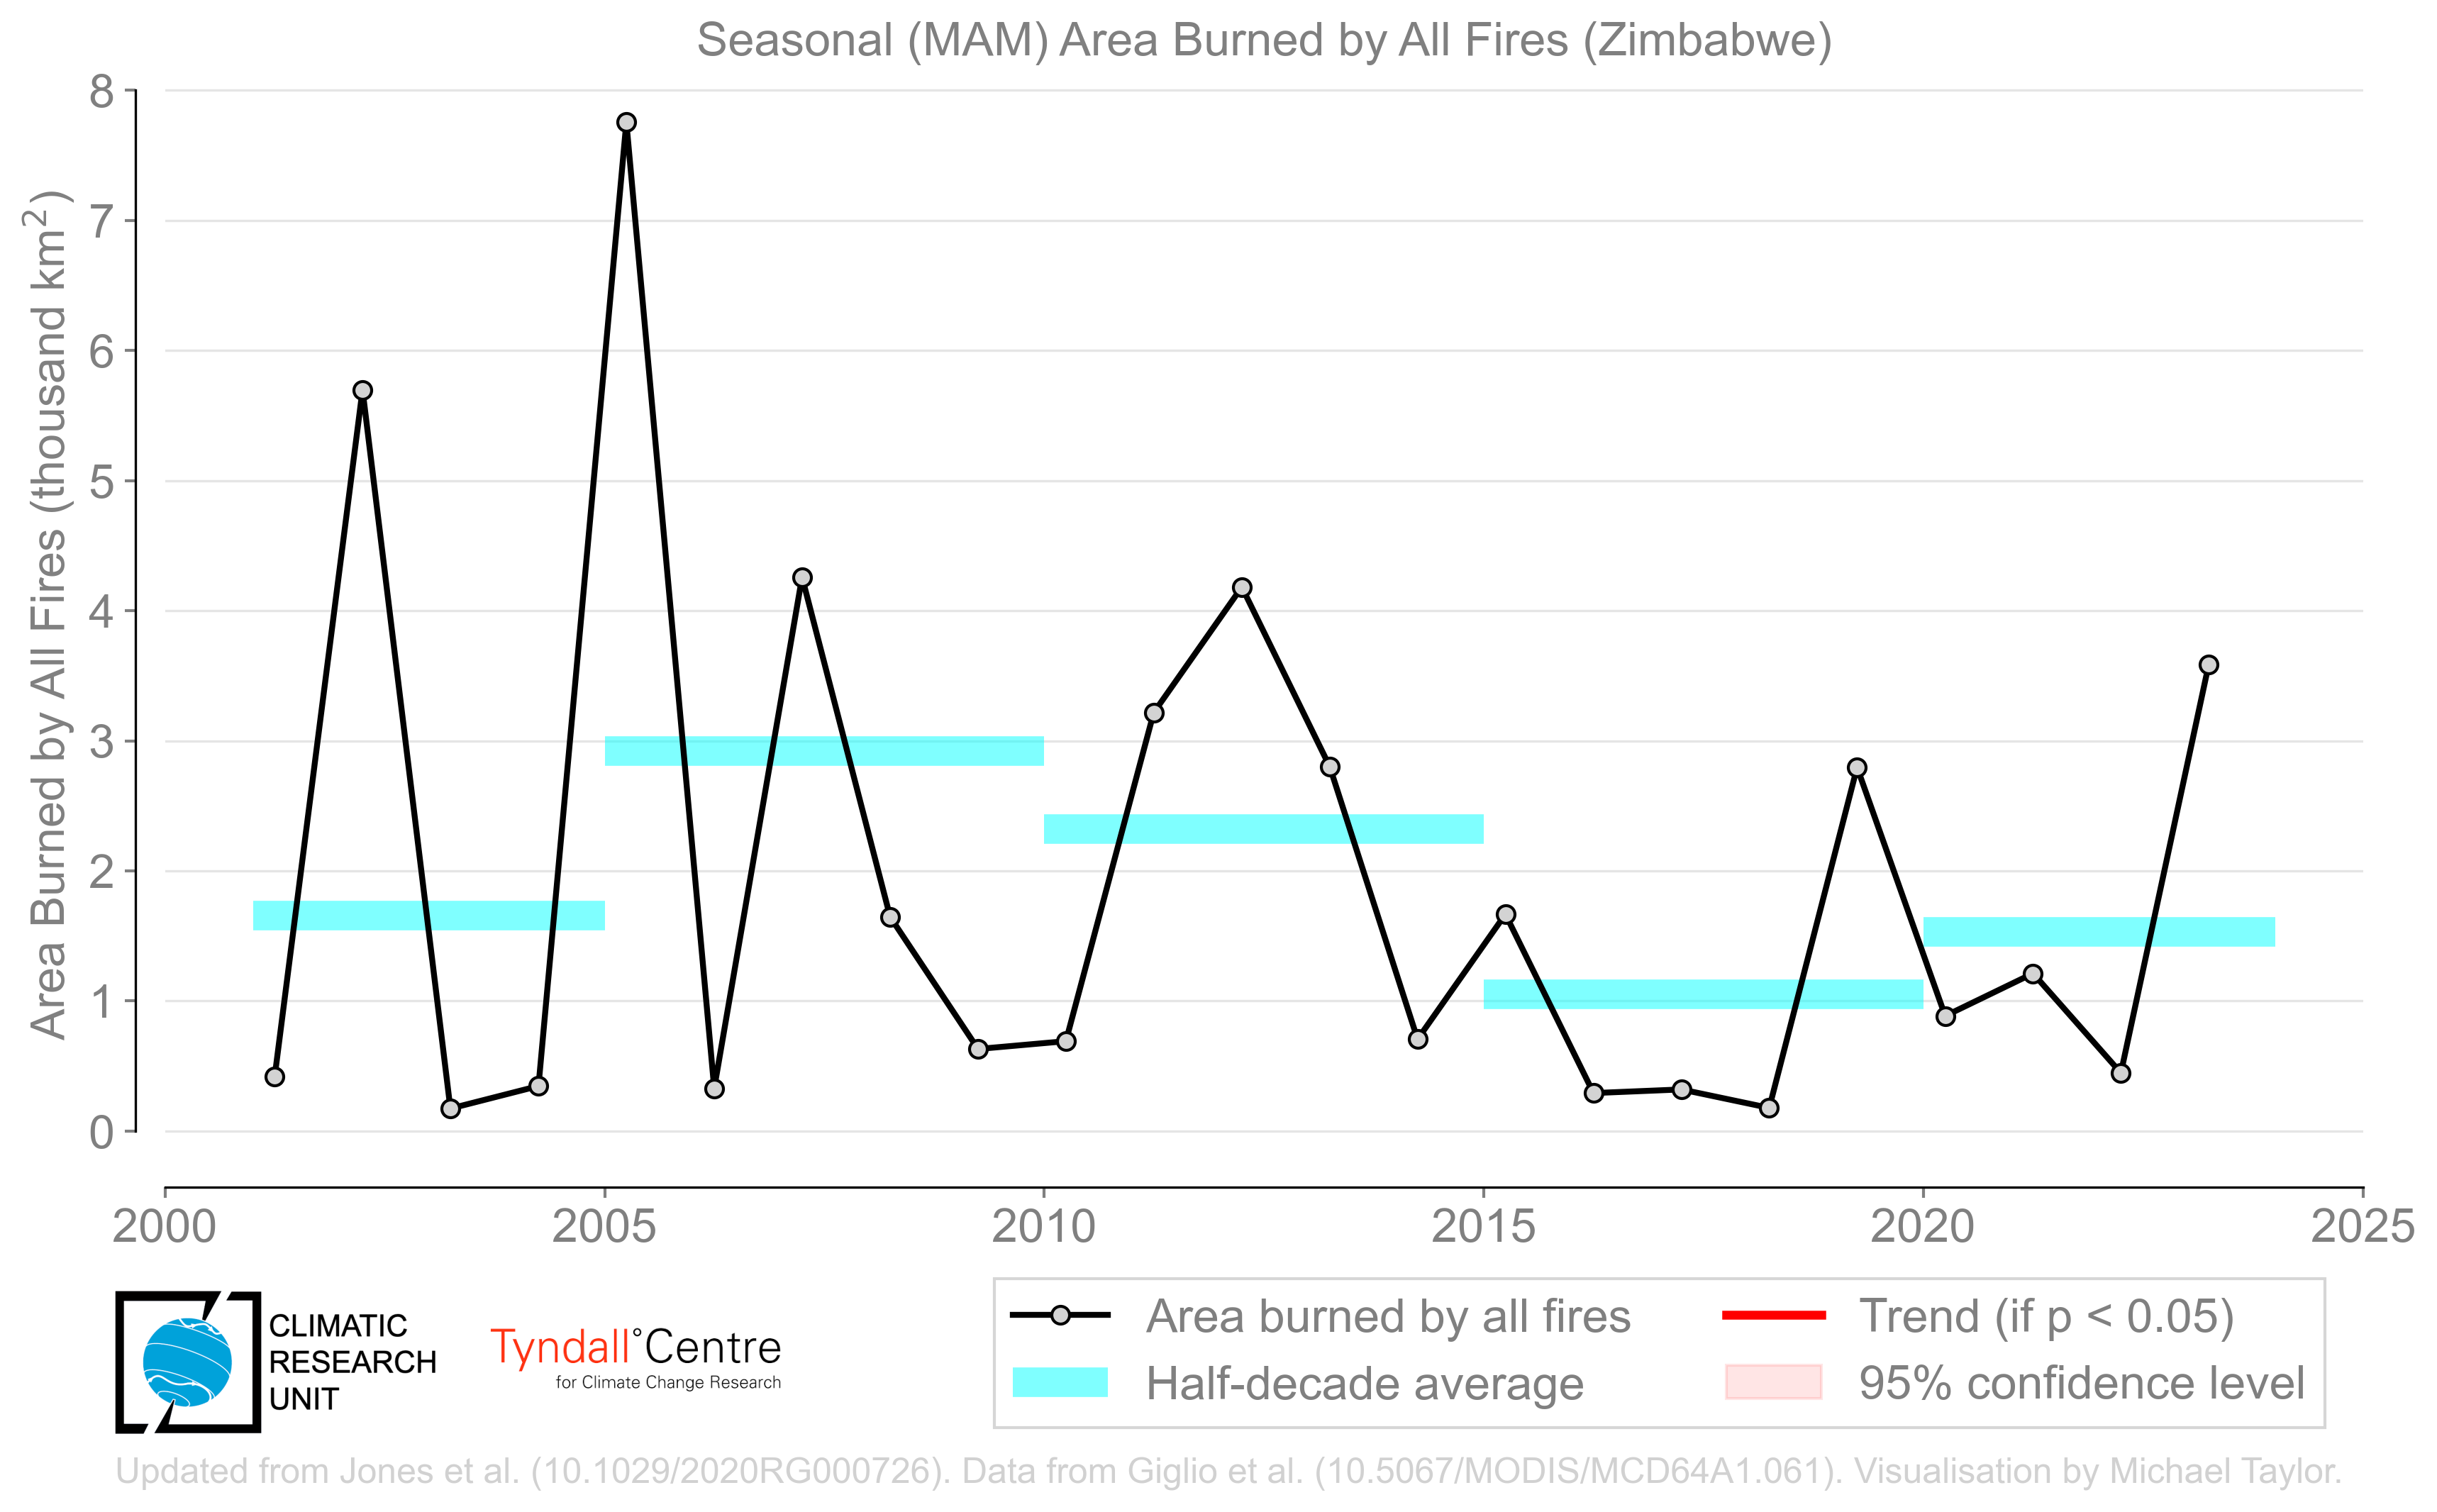 Seasonal (MAM) Area Burned by All Fires (Zimbabwe)
Area Burned by All Fires (thousand km²)
8
7
6
5
4
3
2
1
0
2000 2005 2010 2015 2020 2025
CLIMATIC
RESEARCH
UNIT
Tyndall°Centre
for Climate Change Research
Area burned by all fires
Half-decade average
Trend (if p < 0.05)
95% confidence level
Updated from Jones et al. (10.1029/2020RG000726). Data from Giglio et al. (10.5067/MODIS/MCD64A1.061). Visualisation by Michael Taylor.